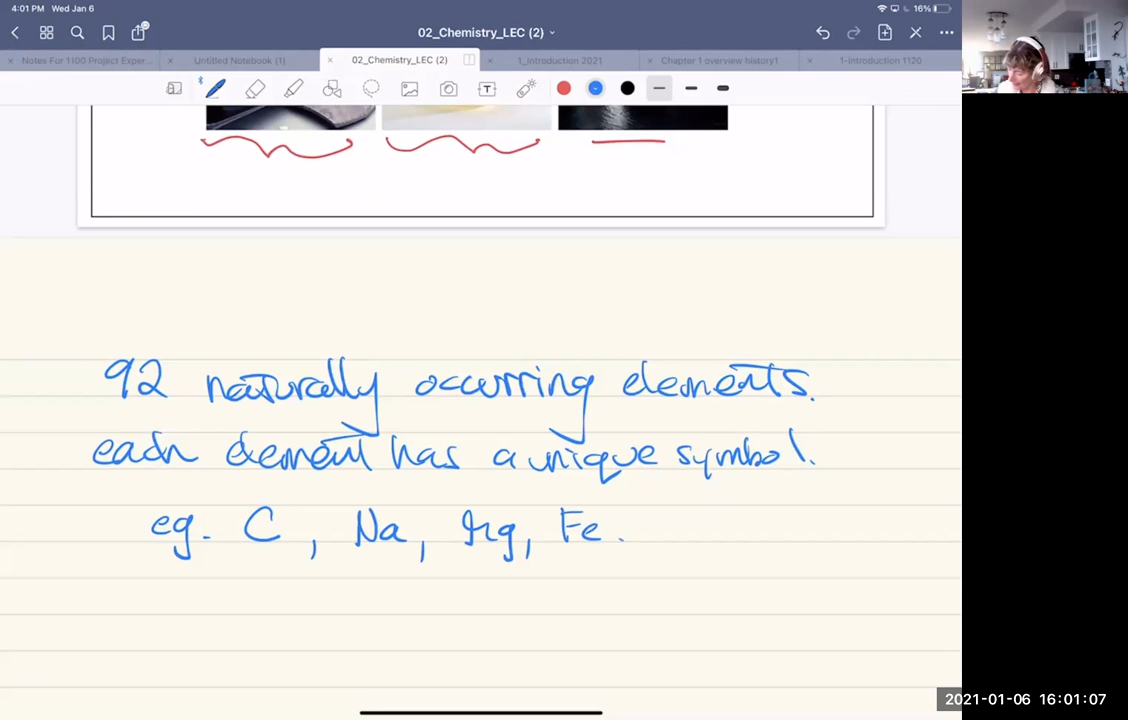 4:01 PM Wed Jan 6
16%
02_Chemistry_LEC (2)
Notes For 1100 Project Exper...
Untitled Notebook (1)
02_Chemistry_LEC (2)
1_Introduction 2021
Chapter 1 overview history1
1-Introduction 1120
T
92 naturally occurring elements.
each element has a unique symbol.
eg. C, Na, Mg, Fe.
2021-01-06 16:01:07